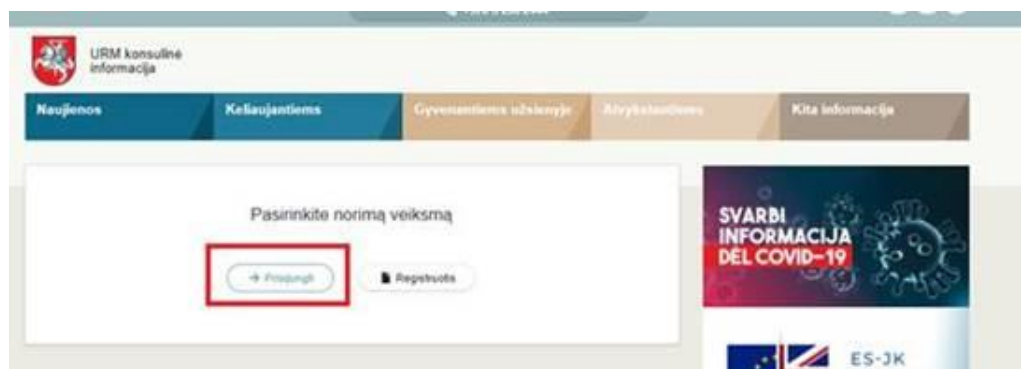 URM konsulinė
informacija
Naujienos
Keliaujantiems
Gyvenantiems užsienyje
Atvykstantiems
Kita informacija
Pasirinkite norimą veiksmą
Prisijungti
Registruotis
SVARBI
INFORMACIJA
DĖL COVID-19
ES-JK